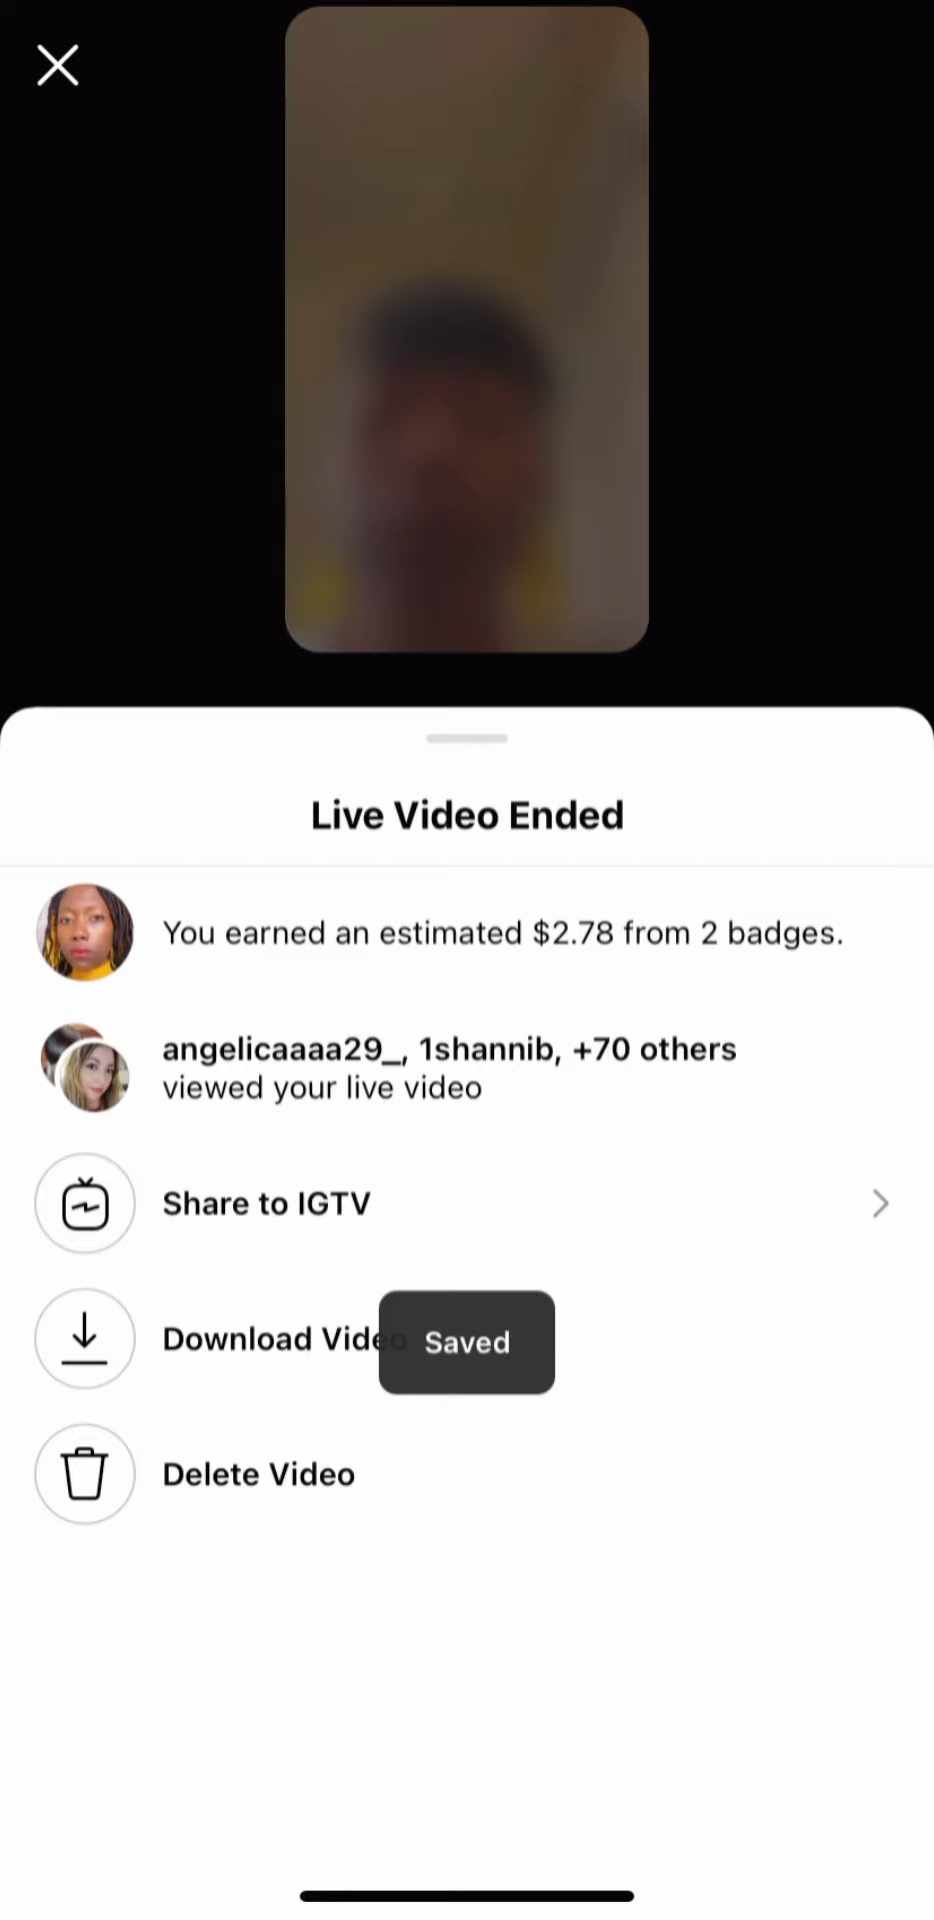 Live Video Ended
You earned an estimated $2.78 from 2 badges.
angelicaaaa29_, 1shannib, +70 others
viewed your live video
Share to IGTV
Download Video
Saved
Delete Video